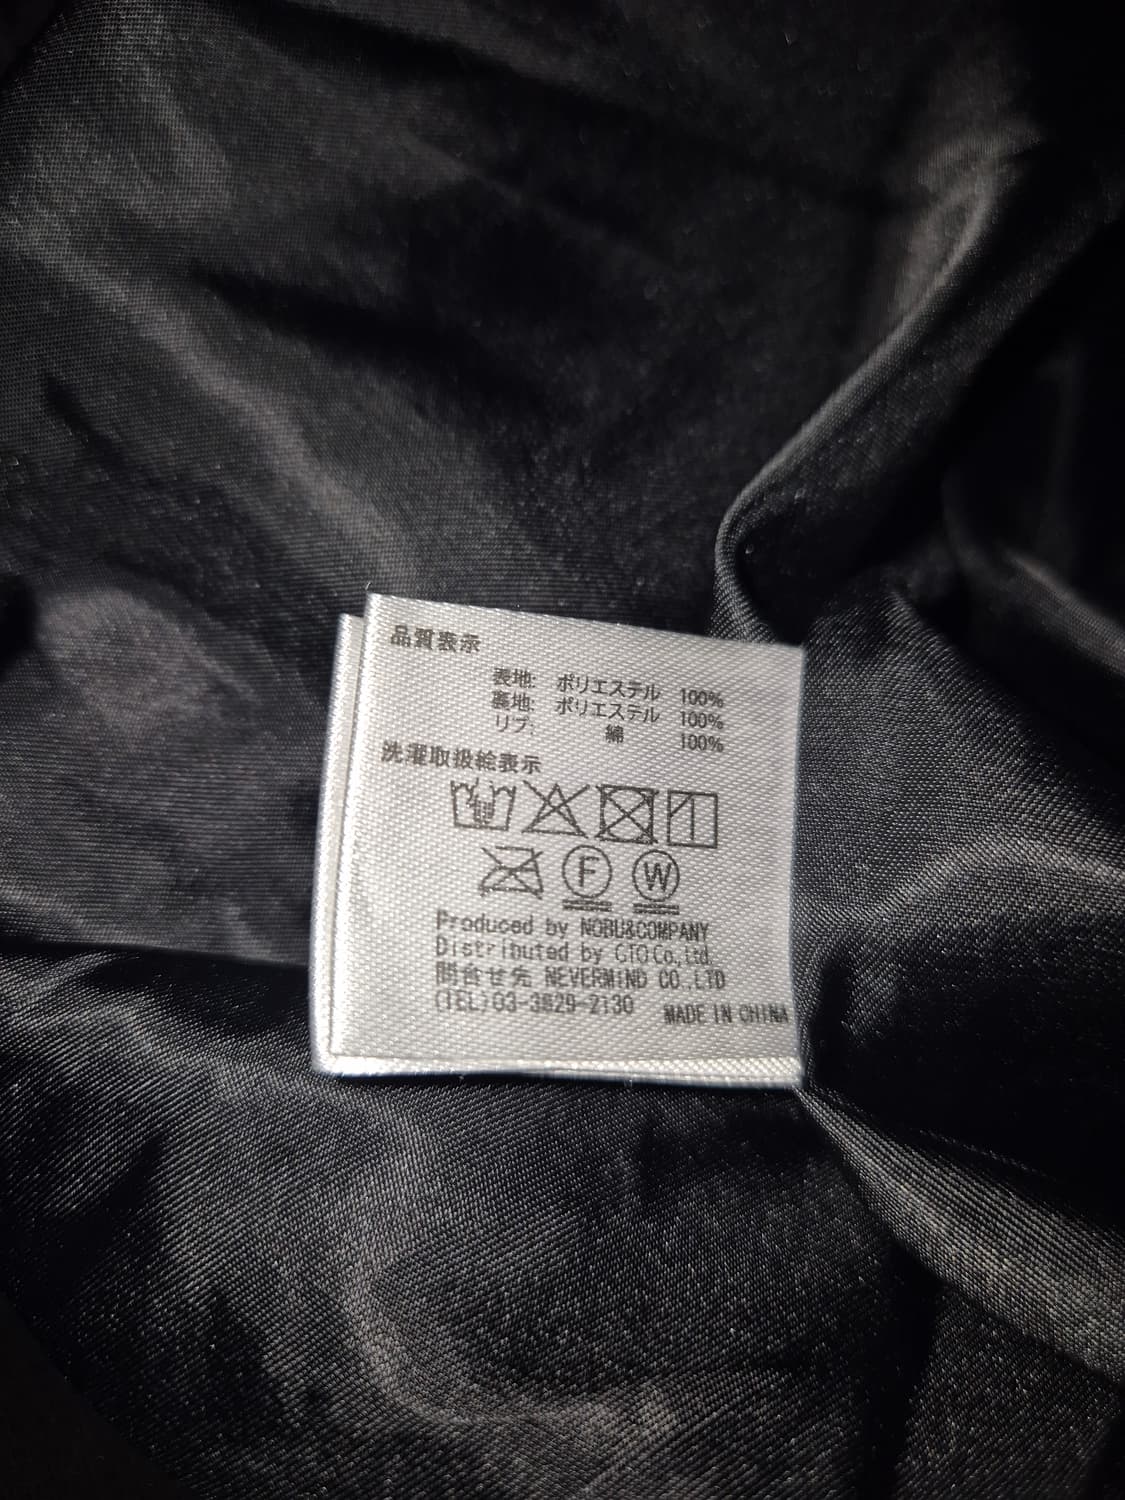 品質表示
表地: ポリエステル 100%
裏地: ポリエステル 100%
リブ: 綿 100%
洗濯取扱絵表示
F W
Produced by NOBU&COMPANY
Distributed by CTO Co., Ltd.
問合せ先 NEVERMIND CO.,LTD
(TEL)03-3829-2130 MADE IN CHINA